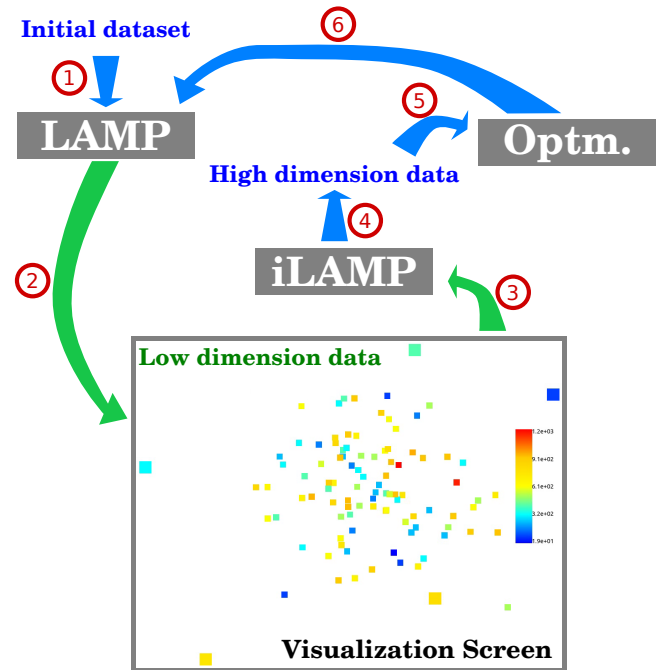 Initial dataset
6
1
5
LAMP
Optm.
High dimension data
4
2
iLAMP
3
Low dimension data
1.2e+03
9.1e+02
6.1e+02
3.2e+02
1.9e+01
Visualization Screen